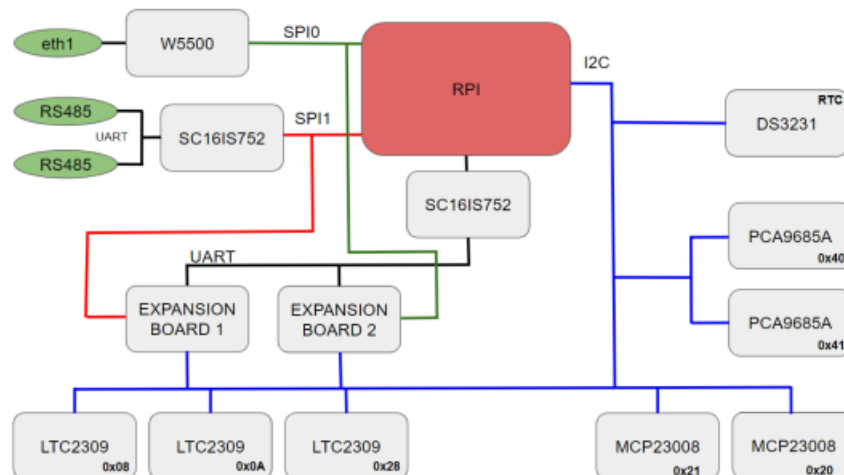 eth1
W5500
SPI0
RPI
I2C
RTC
DS3231
RS485
UART
RS485
SC16IS752
SPI1
SC16IS752
PCA9685A
0x40
UART
EXPANSION
BOARD 1
EXPANSION
BOARD 2
PCA9685A
0x41
LTC2309
0x08
LTC2309
0x0A
LTC2309
0x28
MCP23008
0x21
MCP23008
0x20